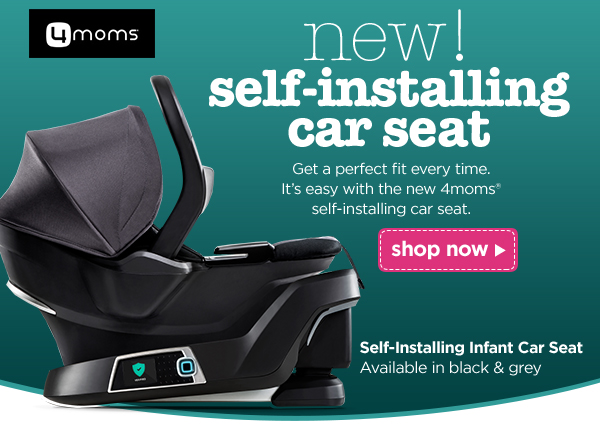 4moms
new!
self-installing
car seat
Get a perfect fit every time.
It's easy with the new 4moms®
self-installing car seat.
shop now ▶
Self-Installing Infant Car Seat
Available in black & grey